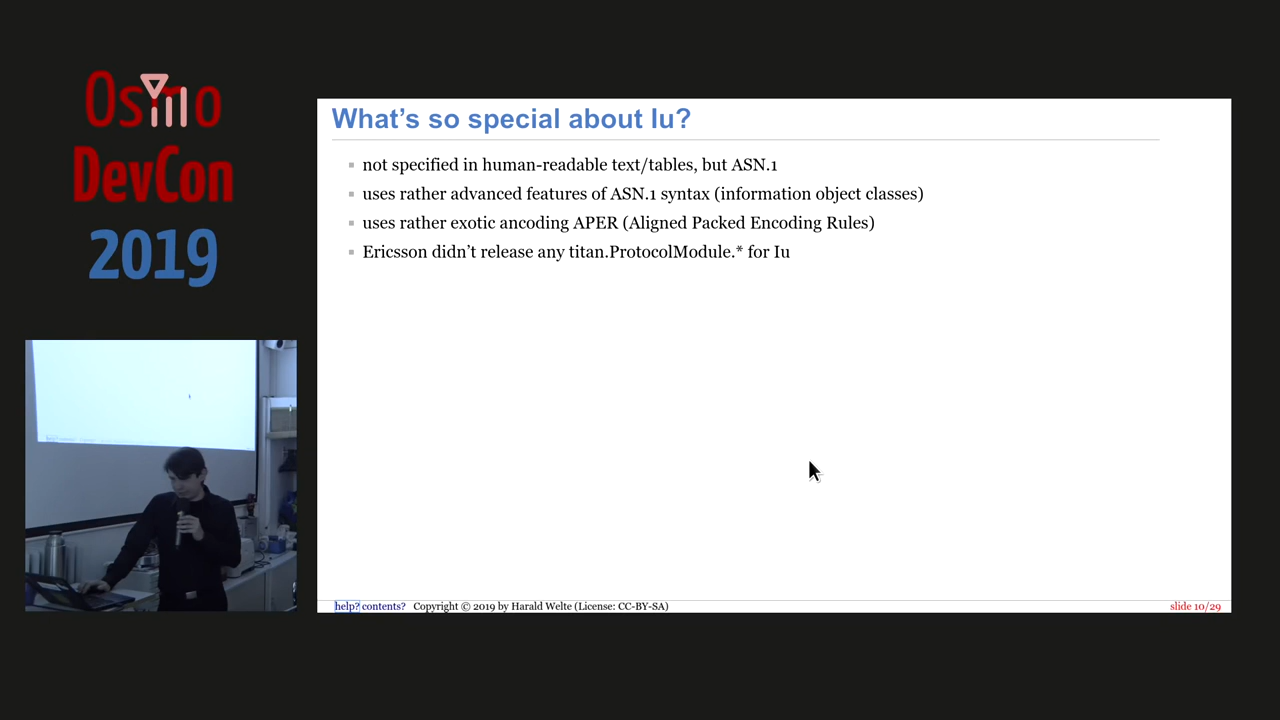 Osmo
DevCon
2019
What's so special about Iu?
not specified in human-readable text/tables, but ASN.1
uses rather advanced features of ASN.1 syntax (information object classes)
uses rather exotic ancoding APER (Aligned Packed Encoding Rules)
Ericsson didn't release any titan.ProtocolModule.* for Iu
help? contents? Copyright © 2019 by Harald Welte (License: CC-BY-SA)
slide 10/29